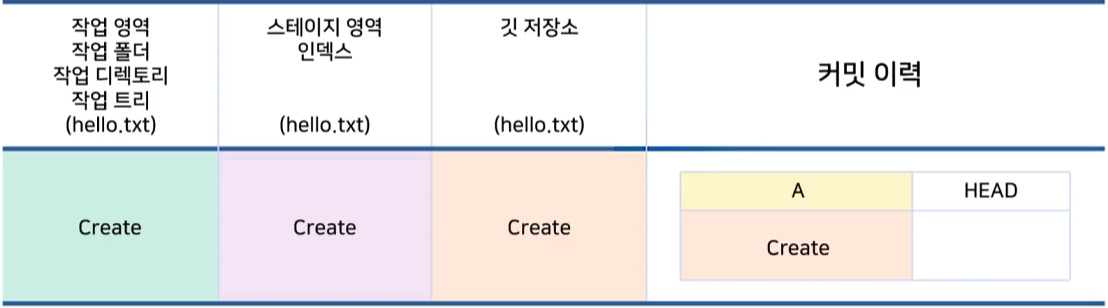 작업 영역
작업 폴더
작업 디렉토리
작업 트리
(hello.txt)
스테이지 영역
인덱스
(hello.txt)
깃 저장소
(hello.txt)
커밋 이력
Create
Create
Create
A
HEAD
Create